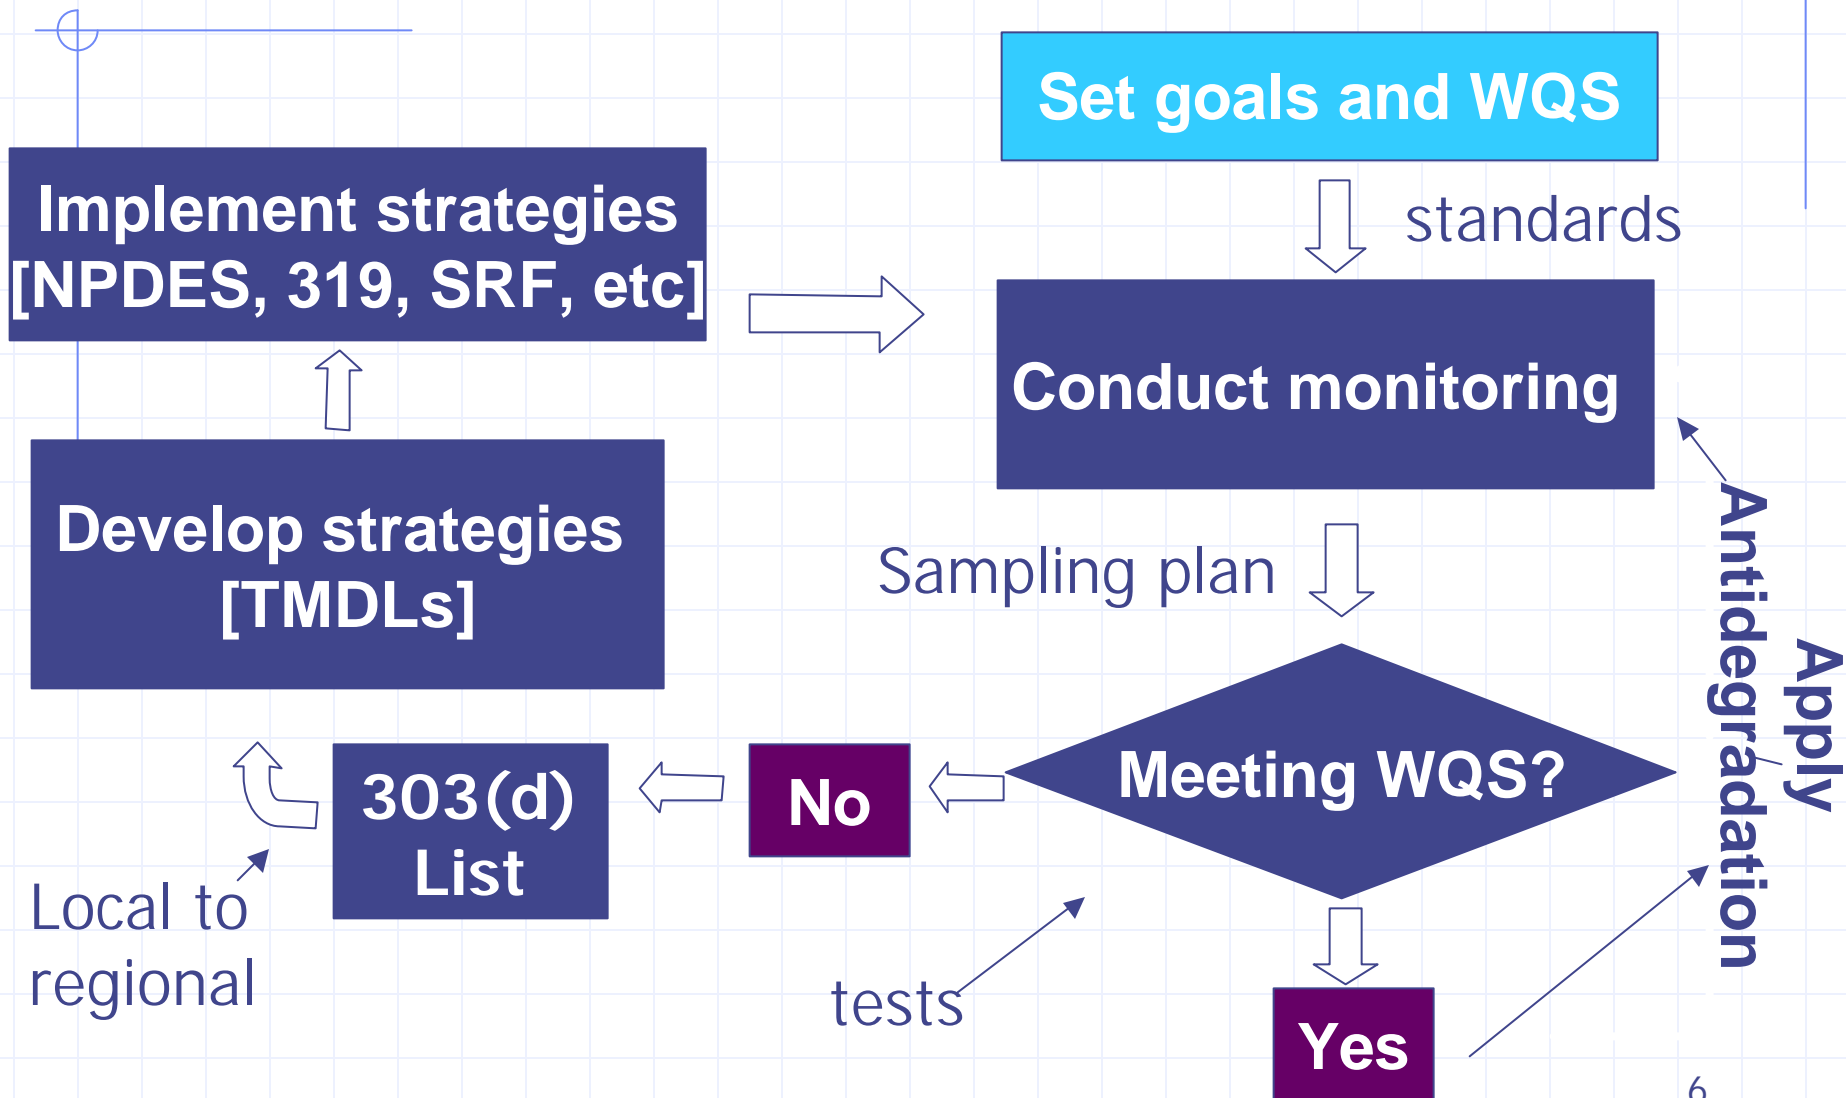 Set goals and WQS
standards
Implement strategies
[NPDES, 319, SRF, etc]
Conduct monitoring
Develop strategies
[TMDLs]
Sampling plan
Apply
Antidegradation
Meeting WQS?
No
303(d)
List
Local to
regional
tests
Yes
6